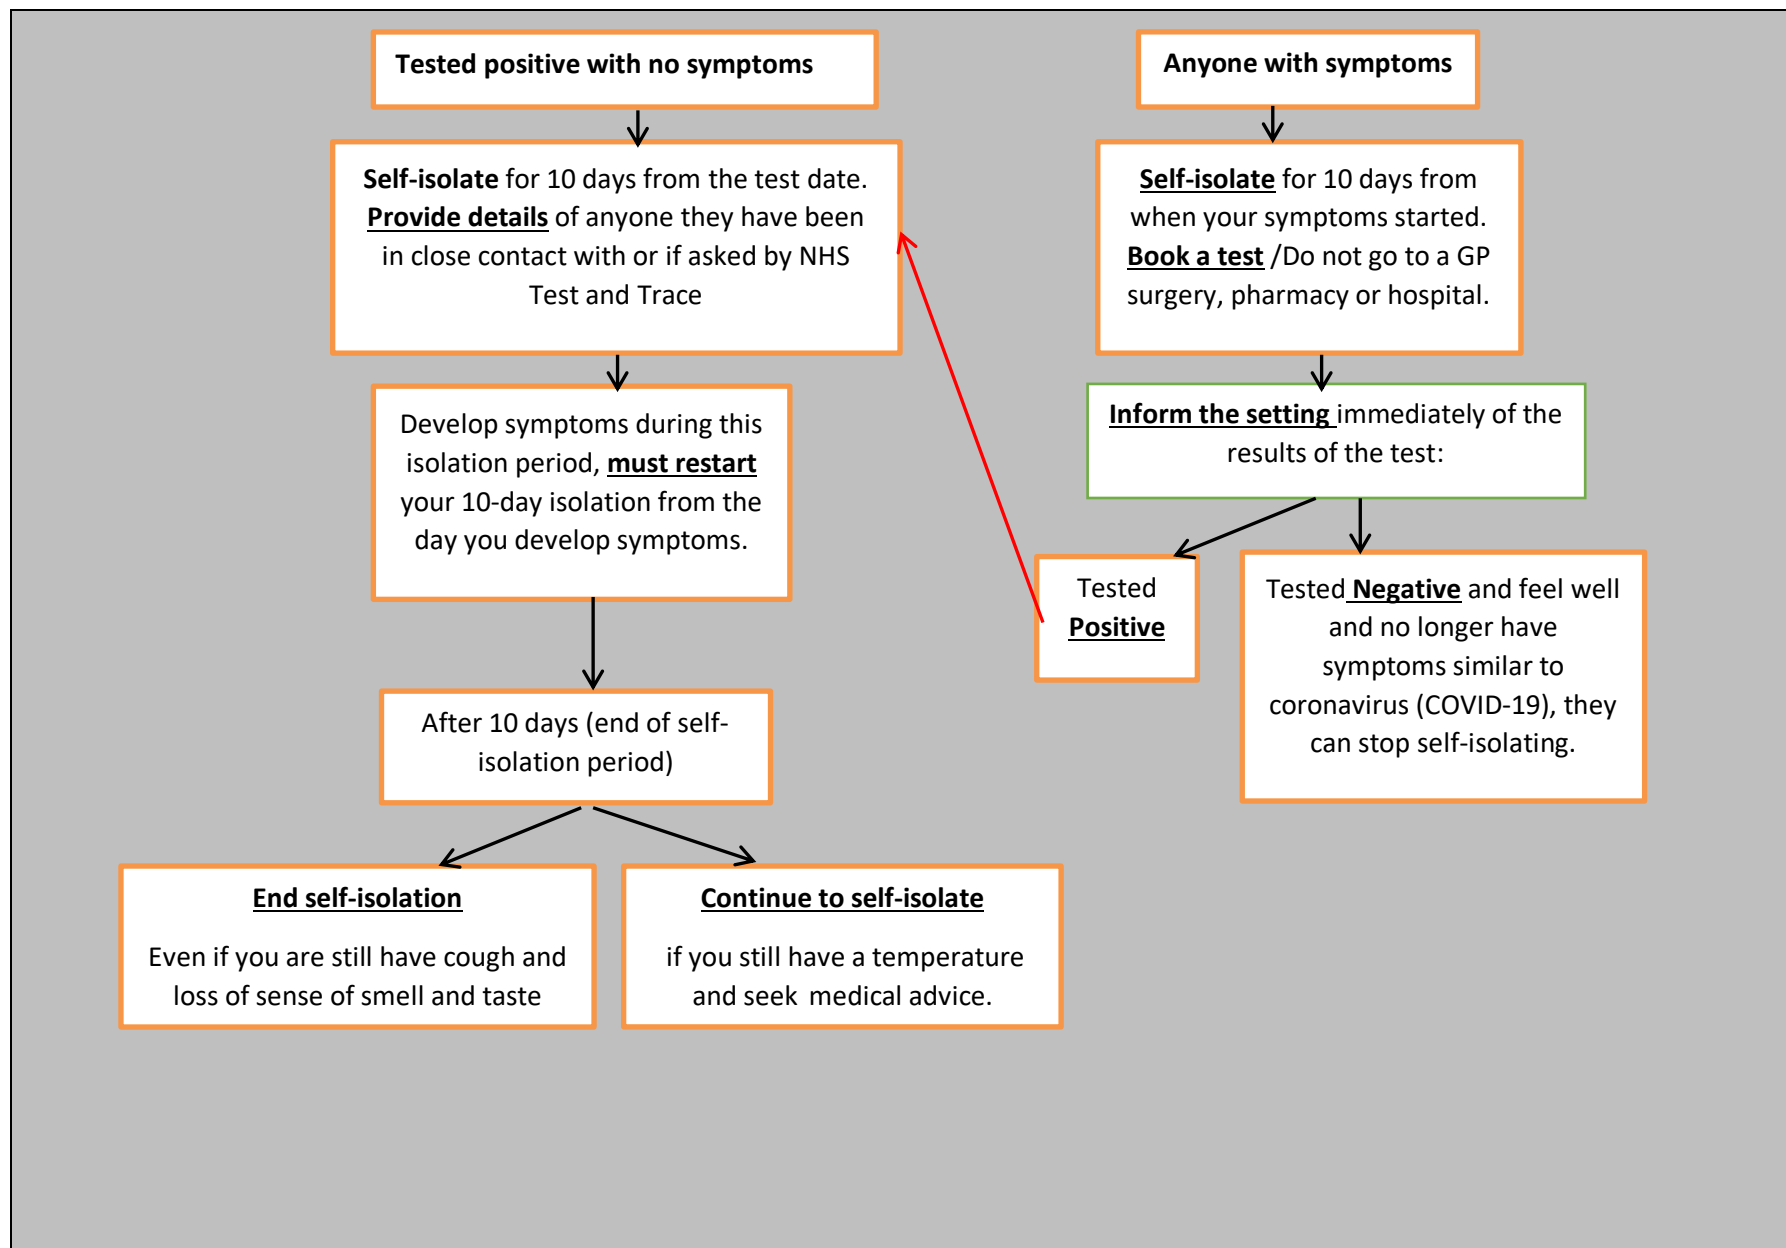 Tested positive with no symptoms
Self-isolate for 10 days from the test date.
Provide details of anyone they have been
in close contact with or if asked by NHS
Test and Trace
Develop symptoms during this
isolation period, must restart
your 10-day isolation from the
day you develop symptoms.
After 10 days (end of self-
isolation period)
End self-isolation
Even if you are still have cough and
loss of sense of smell and taste
Continue to self-isolate
if you still have a temperature
and seek medical advice.
Anyone with symptoms
Self-isolate for 10 days from
when your symptoms started.
Book a test /Do not go to a GP
surgery, pharmacy or hospital.
Inform the setting immediately of the
results of the test:
Tested
Positive
Tested Negative and feel well
and no longer have
symptoms similar to
coronavirus (COVID-19), they
can stop self-isolating.